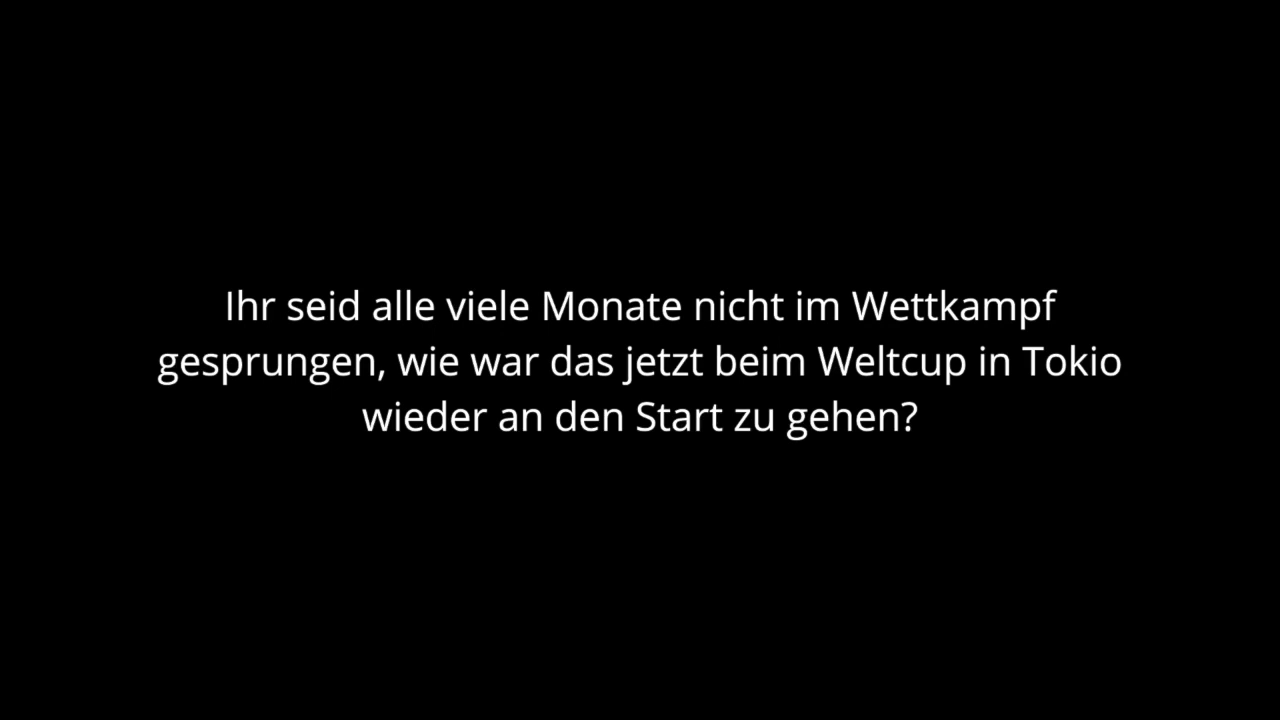 Ihr seid alle viele Monate nicht im Wettkampf
gesprungen, wie war das jetzt beim Weltcup in Tokio
wieder an den Start zu gehen?